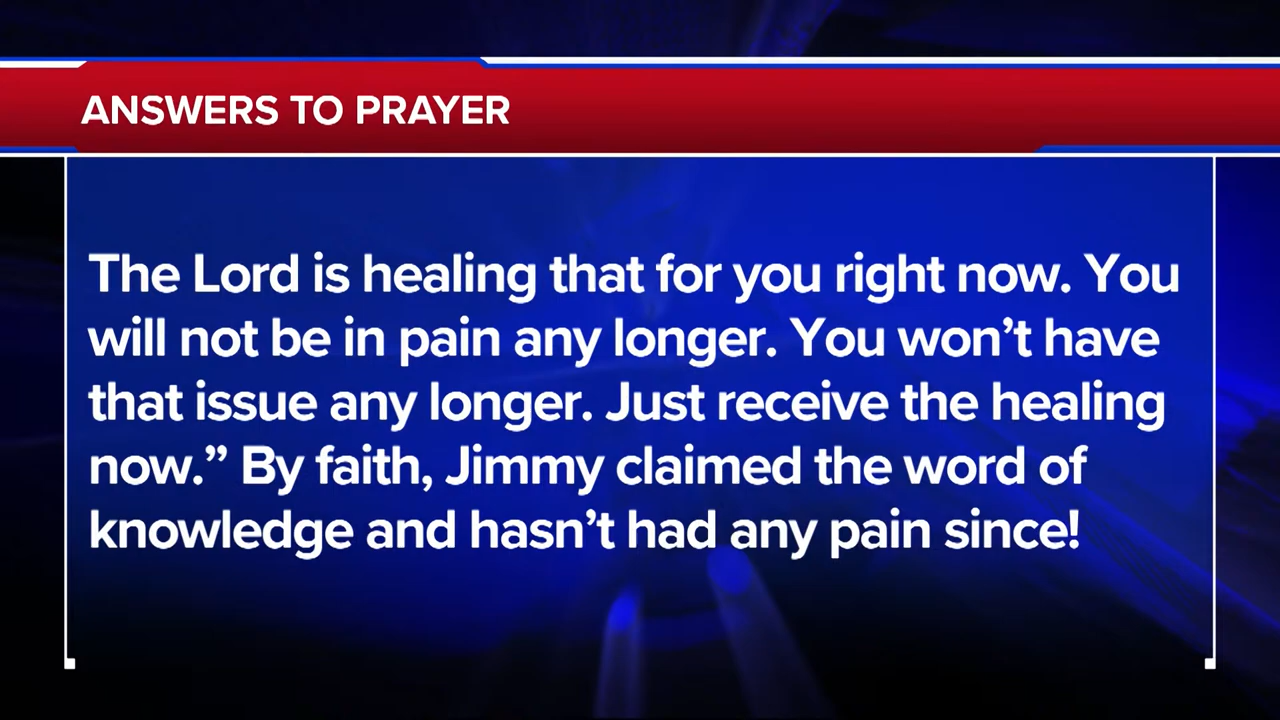 ANSWERS TO PRAYER
The Lord is healing that for you right now. You
will not be in pain any longer. You won’t have
that issue any longer. Just receive the healing
now.” By faith, Jimmy claimed the word of
knowledge and hasn’t had any pain since!